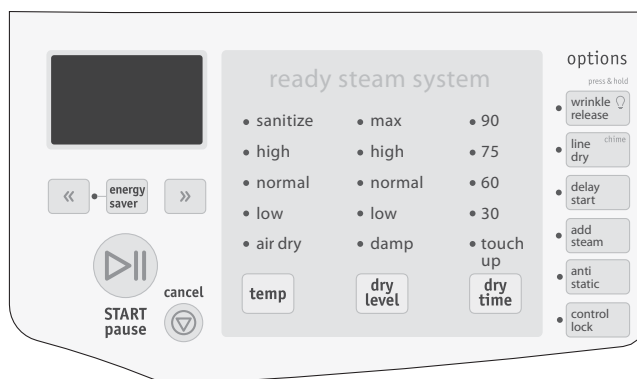 ready steam system
• sanitize
• high
• normal
• low
• air dry
temp
• max
• high
• normal
• low
• damp
dry
level
• 90
• 75
• 60
• 30
• touch
up
dry
time
«
energy
saver
»
START
pause
cancel
options
press & hold
wrinkle
release
line
dry
chime
delay
start
add
steam
anti
static
control
lock